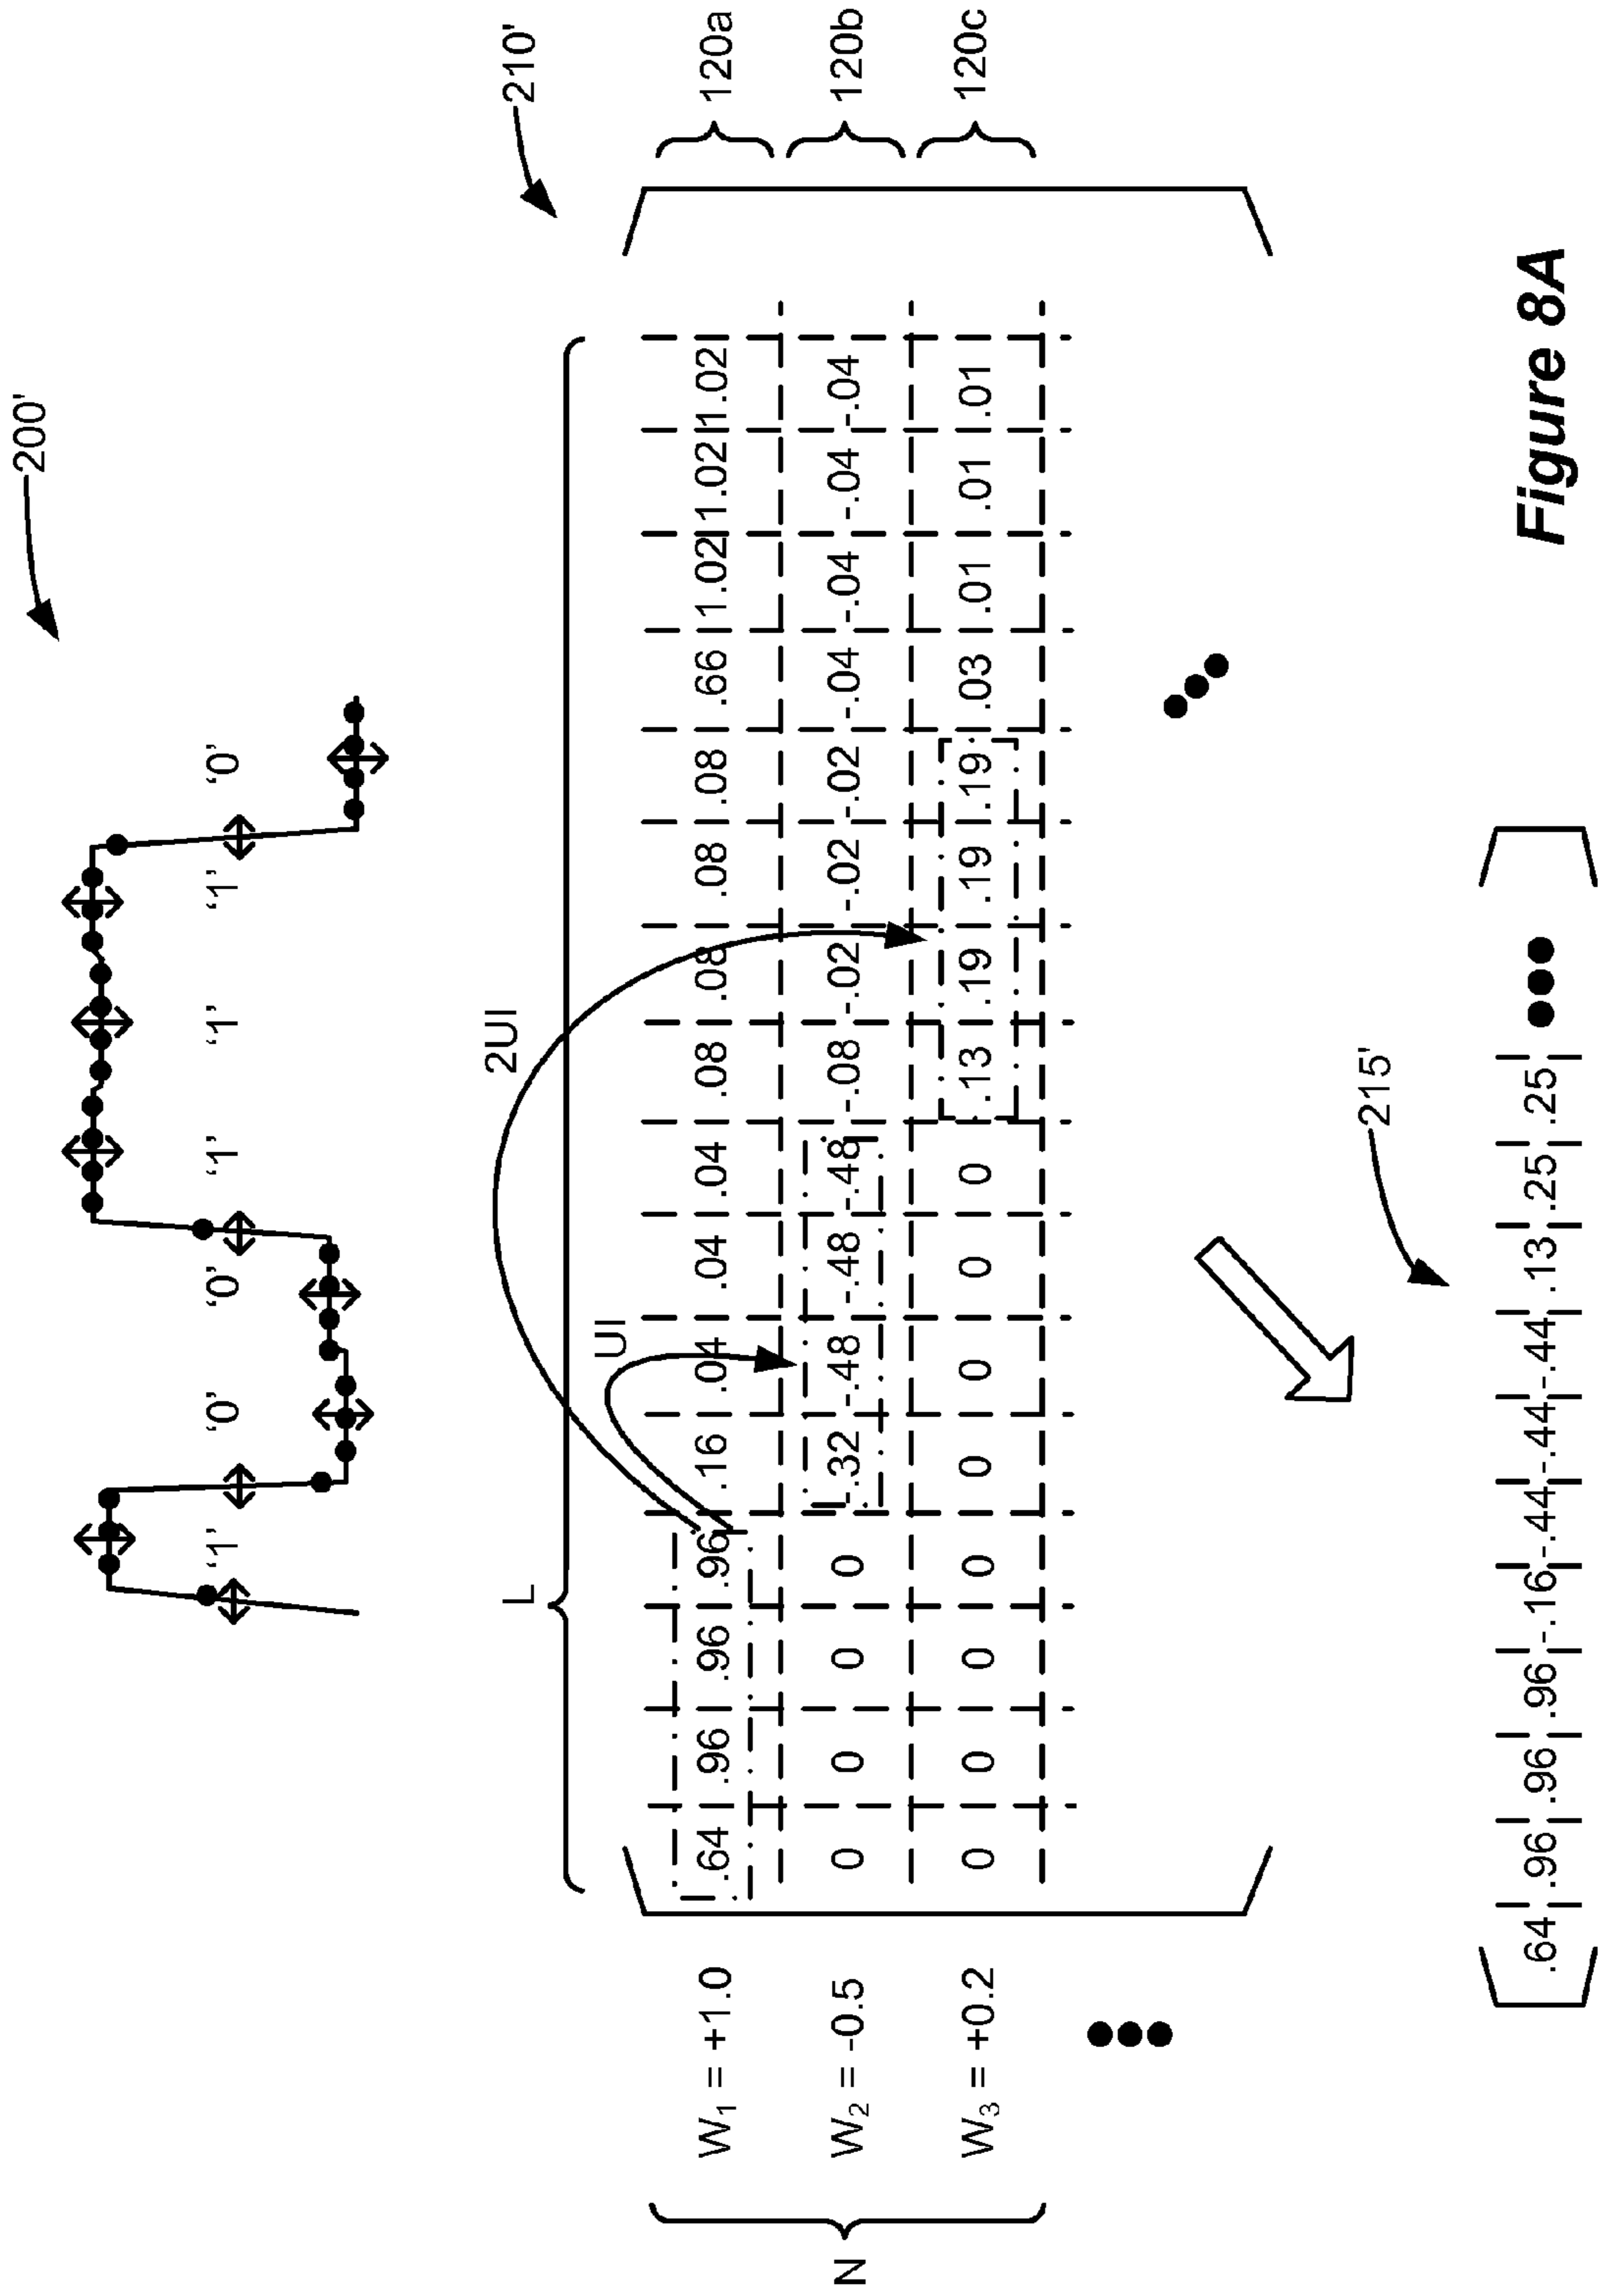 200'
‘1’ ‘0’ ‘0’ ‘1’ ‘1’ ‘1’ ‘0’
2UI
L
210'
UI
N
W1 = +1.0 .64 .96 .96 .96 .16 .04 .04 .04 .08 .08 .08 .08 .66 1.02 1.02 1.02 120a
W2 = -0.5 0 0 0 0 -.32 -.48 -.48 -.48 -.08 -.02 -.02 -.02 -.04 -.04 -.04 -.04 120b
W3 = +0.2 0 0 0 0 0 0 0 0 .13 .19 .19 .19 .03 .01 .01 .01 120c
215'
.64 .96 .96 .96 -.16 -.44 -.44 -.44 .13 .25 .25
Figure 8A